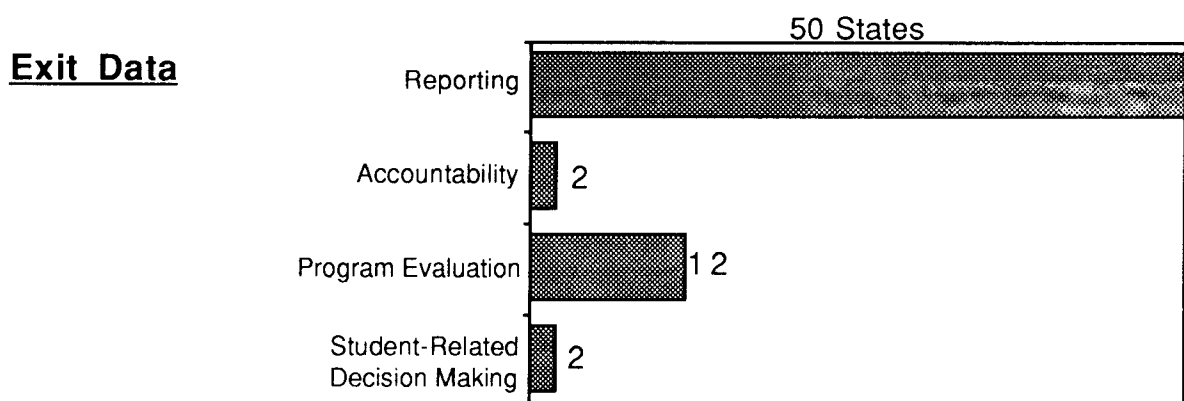 50 States
Exit Data
Reporting
Accountability 2
Program Evaluation 12
Student-Related
Decision Making 2